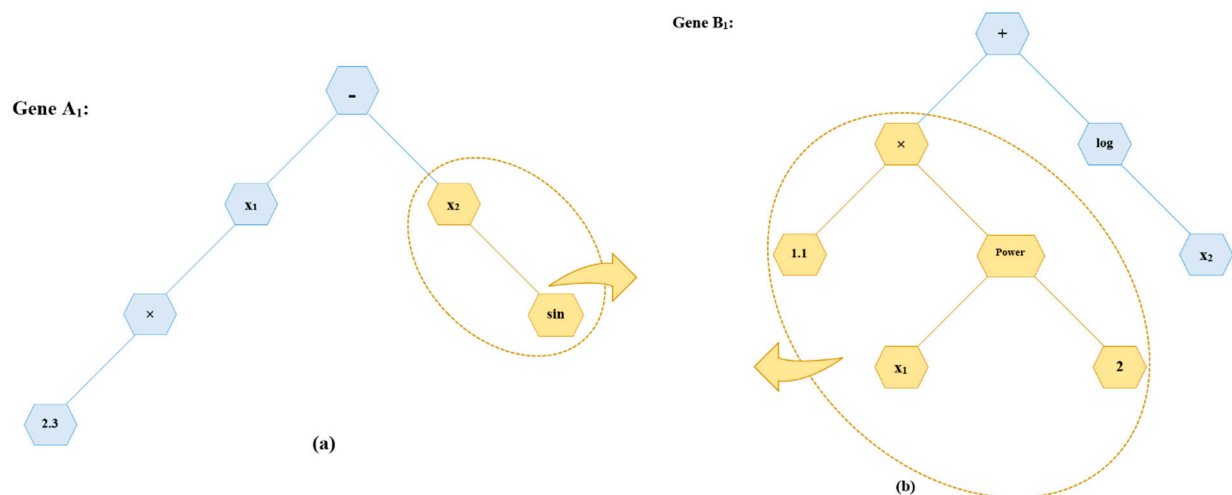 Gene A₁:
-
x₁
x₂
×
sin
2.3
(a)
Gene B₁:
+
×
log
1.1
Power
x₂
x₁
2
(b)